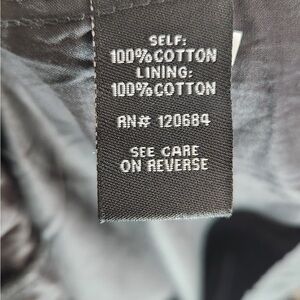 SELF:
100% COTTON
LINING:
100% COTTON
RN# 120684
SEE CARE
ON REVERSE